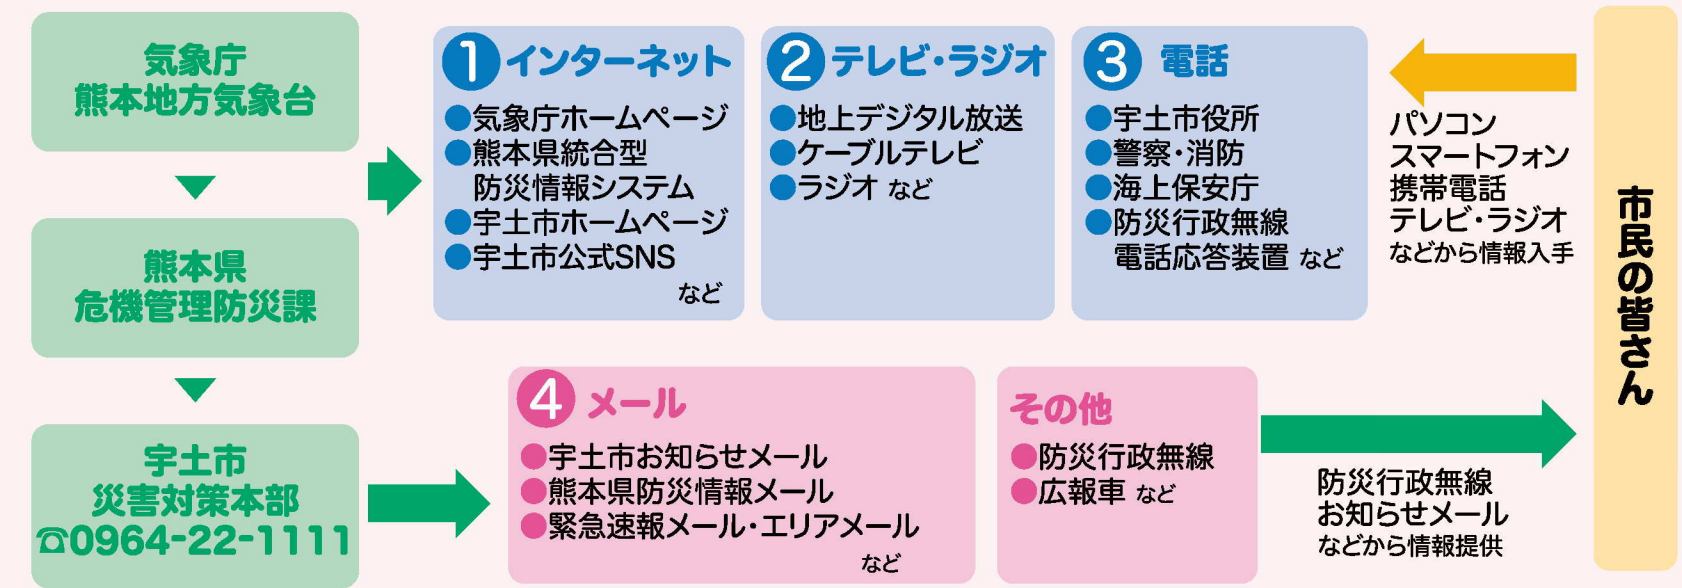 気象庁
熊本地方気象台
熊本県
危機管理防災課
宇土市
災害対策本部
☎0964-22-1111
1 インターネット
●気象庁ホームページ
●熊本県統合型
防災情報システム
●宇土市ホームページ
●宇土市公式SNS
など
2 テレビ・ラジオ
●地上デジタル放送
●ケーブルテレビ
●ラジオ など
3 電話
●宇土市役所
●警察・消防
●海上保安庁
●防災行政無線
電話応答装置 など
パソコン
スマートフォン
携帯電話
テレビ・ラジオ
などから情報入手
4 メール
●宇土市お知らせメール
●熊本県防災情報メール
●緊急速報メール・エリアメール
など
その他
●防災行政無線
●広報車 など
防災行政無線
お知らせメール
などから情報提供
市民の皆さん